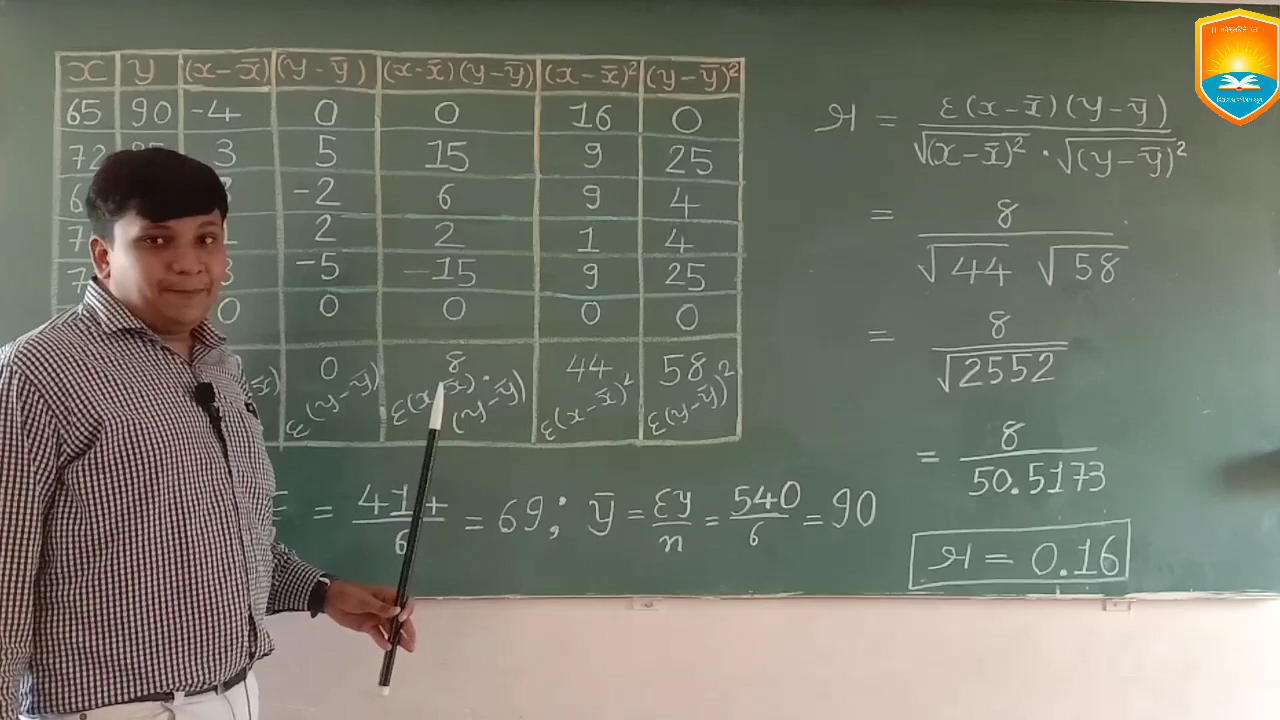 x y (x-x̄) (y-ȳ) (x-x̄)(y-ȳ) (x-x̄)² (y-ȳ)²
65 90 -4 0 0 16 0
72 3 5 15 9 25
-2 6 9 4
2 2 1 4
-5 -15 9 25
0 0 0 0 0
0 8 44 58
Σ(y-ȳ) Σ(x-x̄)·(y-ȳ) Σ(x-x̄)² Σ(y-ȳ)²
= 414/6 = 69; ȳ = Σy/n = 540/6 = 90
r = Σ(x-x̄)(y-ȳ) / √(x-x̄)² · √(y-ȳ)²
= 8 / √44 √58
= 8 / √2552
= 8 / 50.5173
r = 0.16